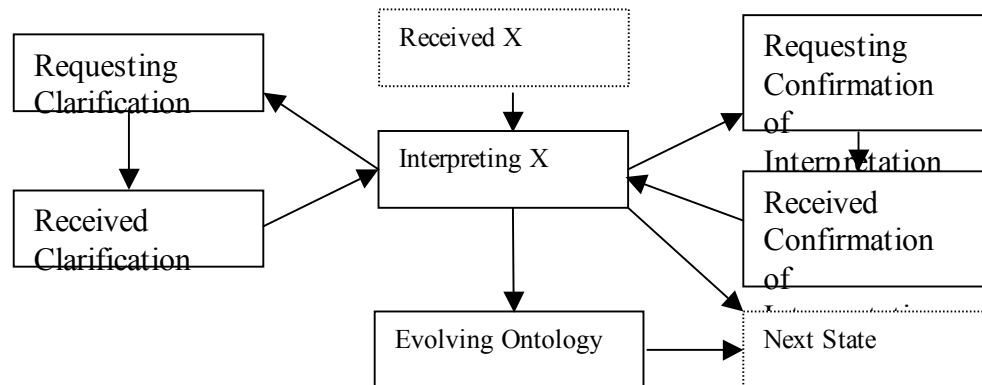 Received X
Requesting
Clarification
Requesting
Confirmation
of
Interpretation
Interpreting X
Received
Clarification
Received
Confirmation
of
Evolving Ontology
Next State